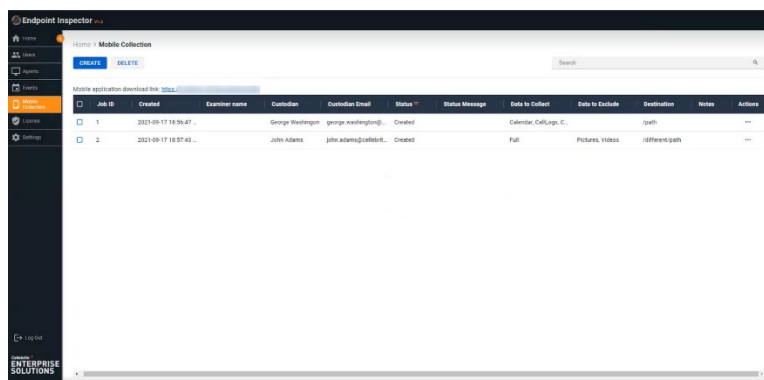 Endpoint Inspector
Home
Users
Agents
Events
Mobile Collection
License
Settings
Log Out
Cellebrite
ENTERPRISE
SOLUTIONS
Home > Mobile Collection
CREATE DELETE Search
Mobile application download link: https:/
Job ID Created Examiner name Custodian Custodian Email Status Status Message Data to Collect Data to Exclude Destination Notes Actions
1 2021-09-17 18:56:47 ... George Washington george.washington@... Created Calendar, CallLogs, C... /path ...
2 2021-09-17 18:57:43 ... John Adams john.adams@cellebrit... Created Full Pictures, Videos /different/path ...